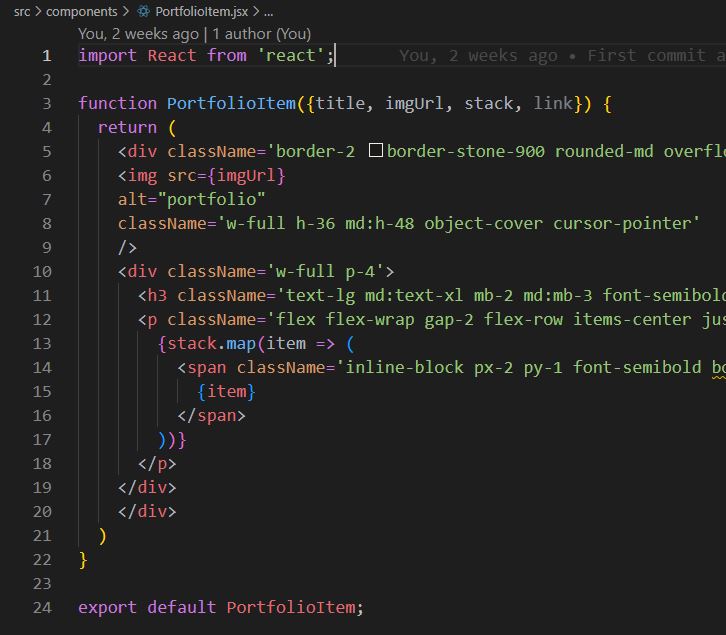 src > components > PortfolioItem.jsx > ...
You, 2 weeks ago | 1 author (You)
1 import React from 'react'; You, 2 weeks ago • First commit
2
3 function PortfolioItem({title, imgUrl, stack, link}) {
4 return (
5 <div className='border-2 border-stone-900 rounded-md
6 <img src={imgUrl}
7 alt="portfolio"
8 className='w-full h-36 md:h-48 object-cover cursor-pointer'
9 />
10 <div className='w-full p-4'>
11 <h3 className='text-lg md:text-xl mb-2 md:mb-3 font-semibold
12 <p className='flex flex-wrap gap-2 flex-row items-center
13 {stack.map(item => (
14 <span className='inline-block px-2 py-1 font-semibold
15 {item}
16 </span>
17 ))}
18 </p>
19 </div>
20 </div>
21 )
22 }
23
24 export default PortfolioItem;